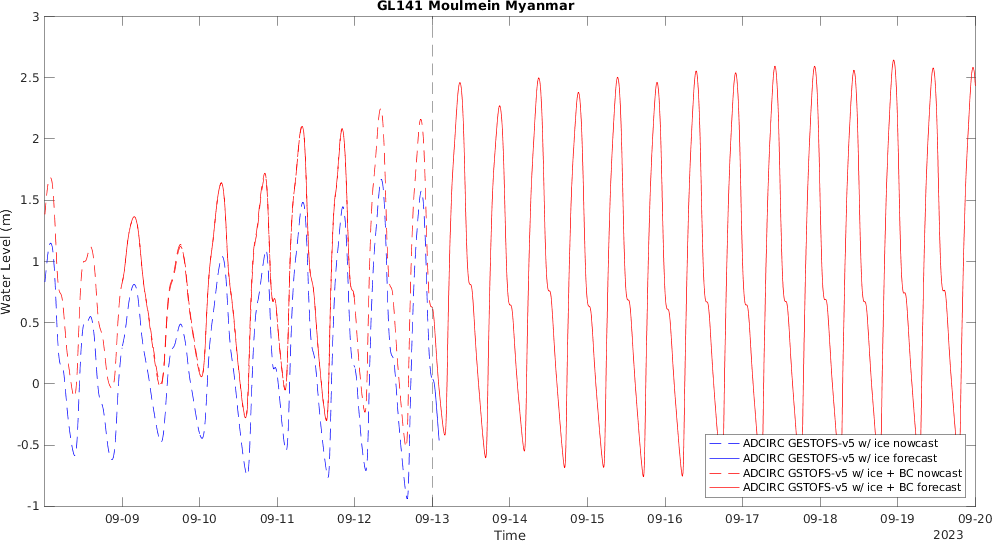 GL141 Moulmein Myanmar
3
2.5
2
1.5
1
0.5
0
-0.5
-1
Water Level (m)
ADCIRC GESTOFS-v5 w/ ice nowcast
ADCIRC GESTOFS-v5 w/ ice forecast
ADCIRC GSTOFS-v5 w/ ice + BC nowcast
ADCIRC GSTOFS-v5 w/ ice + BC forecast
09-09 09-10 09-11 09-12 09-13 09-14 09-15 09-16 09-17 09-18 09-19 09-20
Time
2023